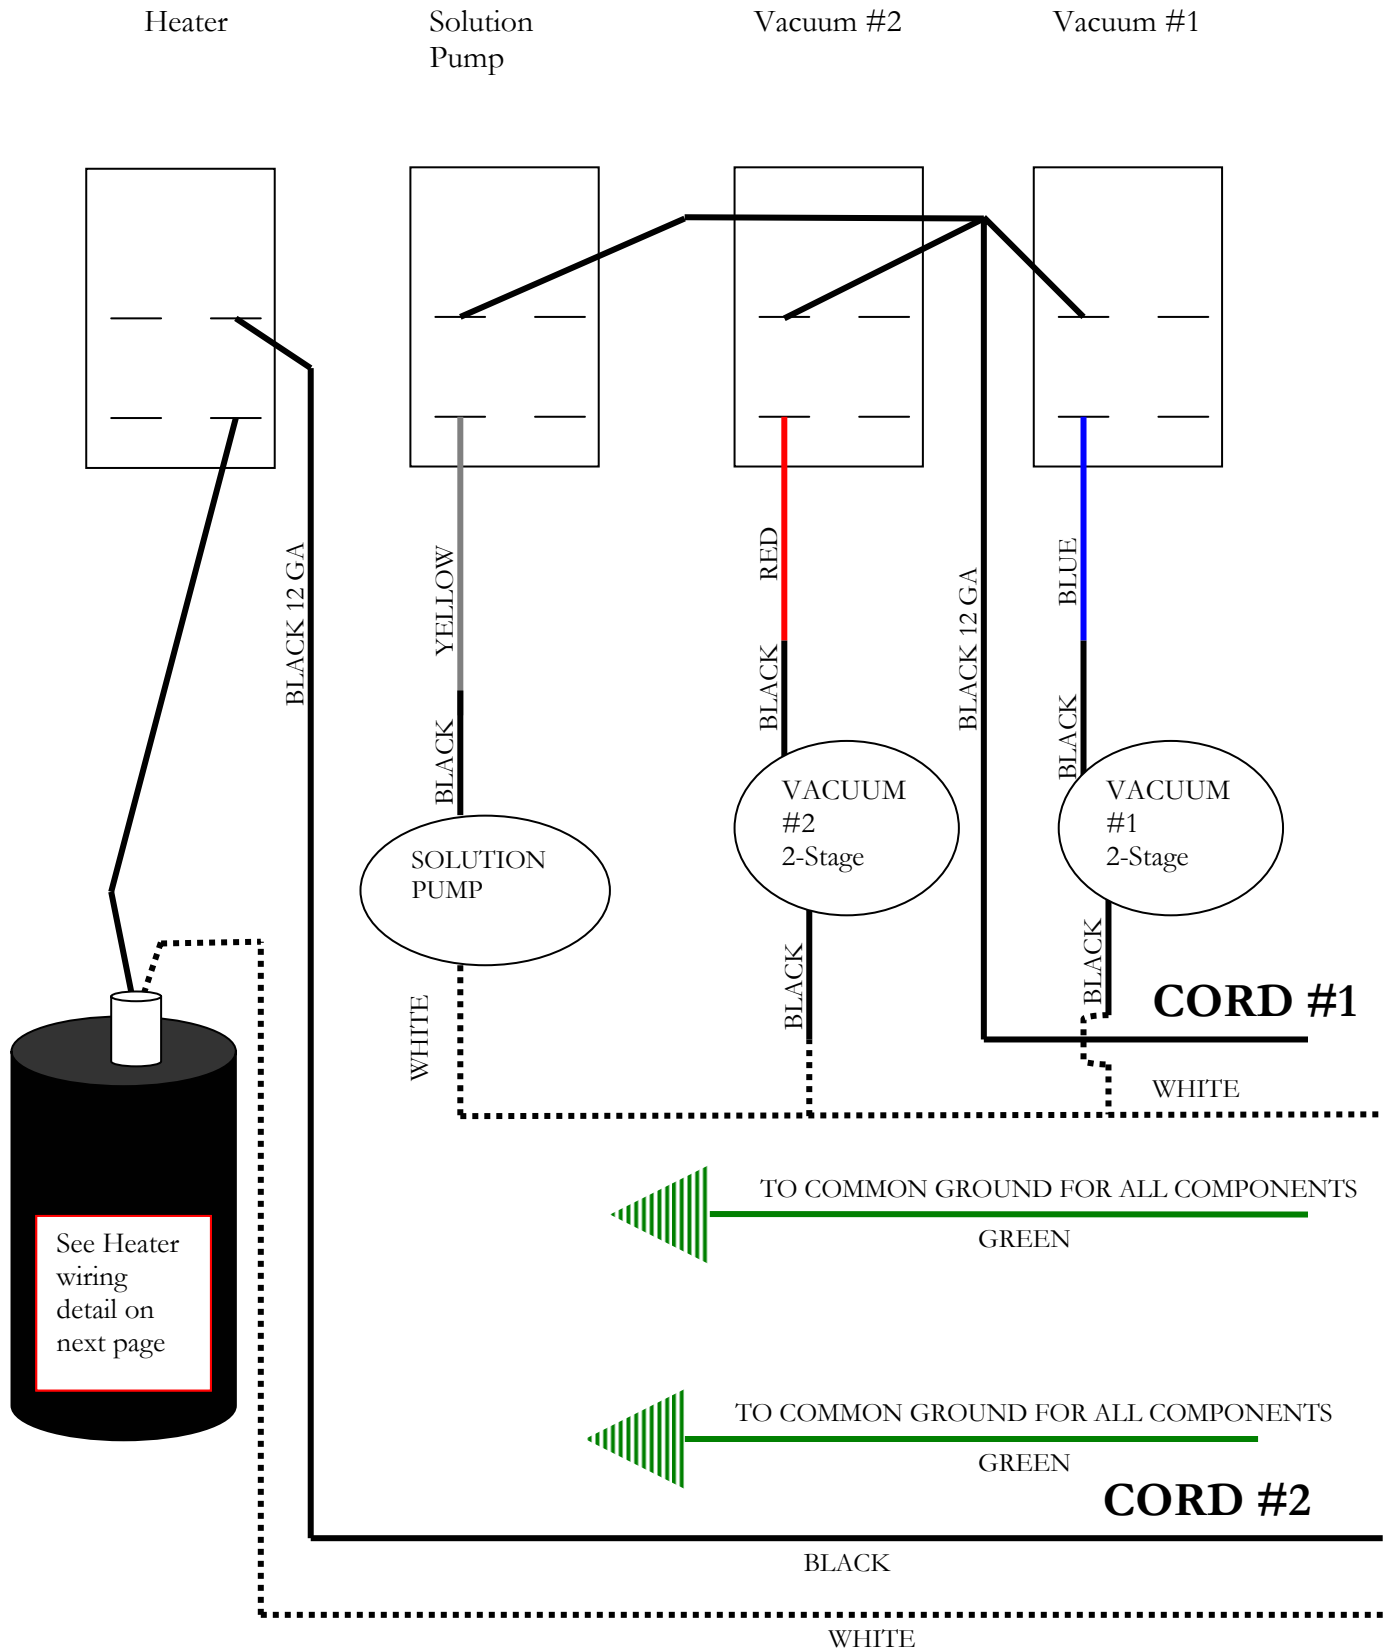 Heater
Solution
Pump
Vacuum #2
Vacuum #1
BLACK 12 GA
YELLOW
BLACK
RED
BLACK
BLACK 12 GA
BLUE
BLACK
SOLUTION
PUMP
VACUUM
#2
2-Stage
VACUUM
#1
2-Stage
WHITE
BLACK
BLACK
CORD #1
WHITE
TO COMMON GROUND FOR ALL COMPONENTS
GREEN
See Heater
wiring
detail on
next page
TO COMMON GROUND FOR ALL COMPONENTS
GREEN
CORD #2
BLACK
WHITE